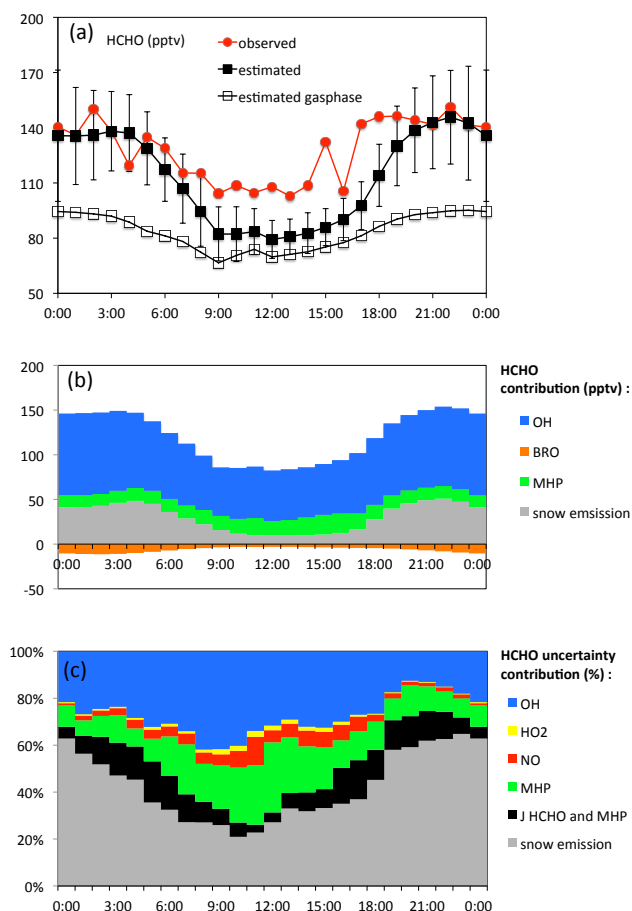 (a)
HCHO (pptv)
observed
estimated
estimated gasphase
200
170
140
110
80
50
0:00 3:00 6:00 9:00 12:00 15:00 18:00 21:00 0:00
(b)
200
150
100
50
0
-50
0:00 3:00 6:00 9:00 12:00 15:00 18:00 21:00 0:00
HCHO
contribution (pptv) :
OH
BRO
MHP
snow emsission
(c)
100%
80%
60%
40%
20%
0%
0:00 3:00 6:00 9:00 12:00 15:00 18:00 21:00 0:00
HCHO uncertainty
contribution (%) :
OH
HO2
NO
MHP
J HCHO and MHP
snow emission